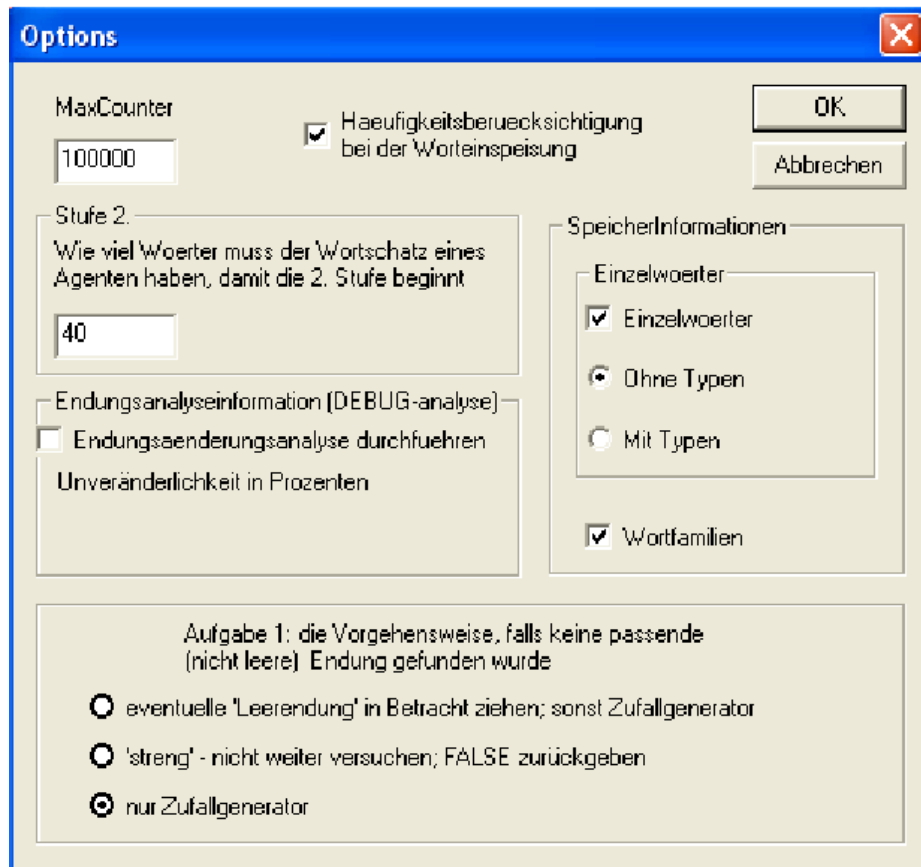 Options
MaxCounter
100000
Haeufigkeitsberuecksichtigung
bei der Worteinspeisung
OK
Abbrechen
Stufe 2.
Wie viel Woerter muss der Wortschatz eines
Agenten haben, damit die 2. Stufe beginnt
40
Endungsanalyseinformation (DEBUG-analyse)
Endungsaenderungsanalyse durchfuehren
Unveränderlichkeit in Prozenten
SpeicherInformationen
Einzelwoerter
Einzelwoerter
Ohne Typen
Mit Typen
Wortfamilien
Aufgabe 1: die Vorgehensweise, falls keine passende
(nicht leere) Endung gefunden wurde
eventuelle 'Leerendung' in Betracht ziehen; sonst Zufallgenerator
'streng' - nicht weiter versuchen; FALSE zurückgeben
nur Zufallgenerator